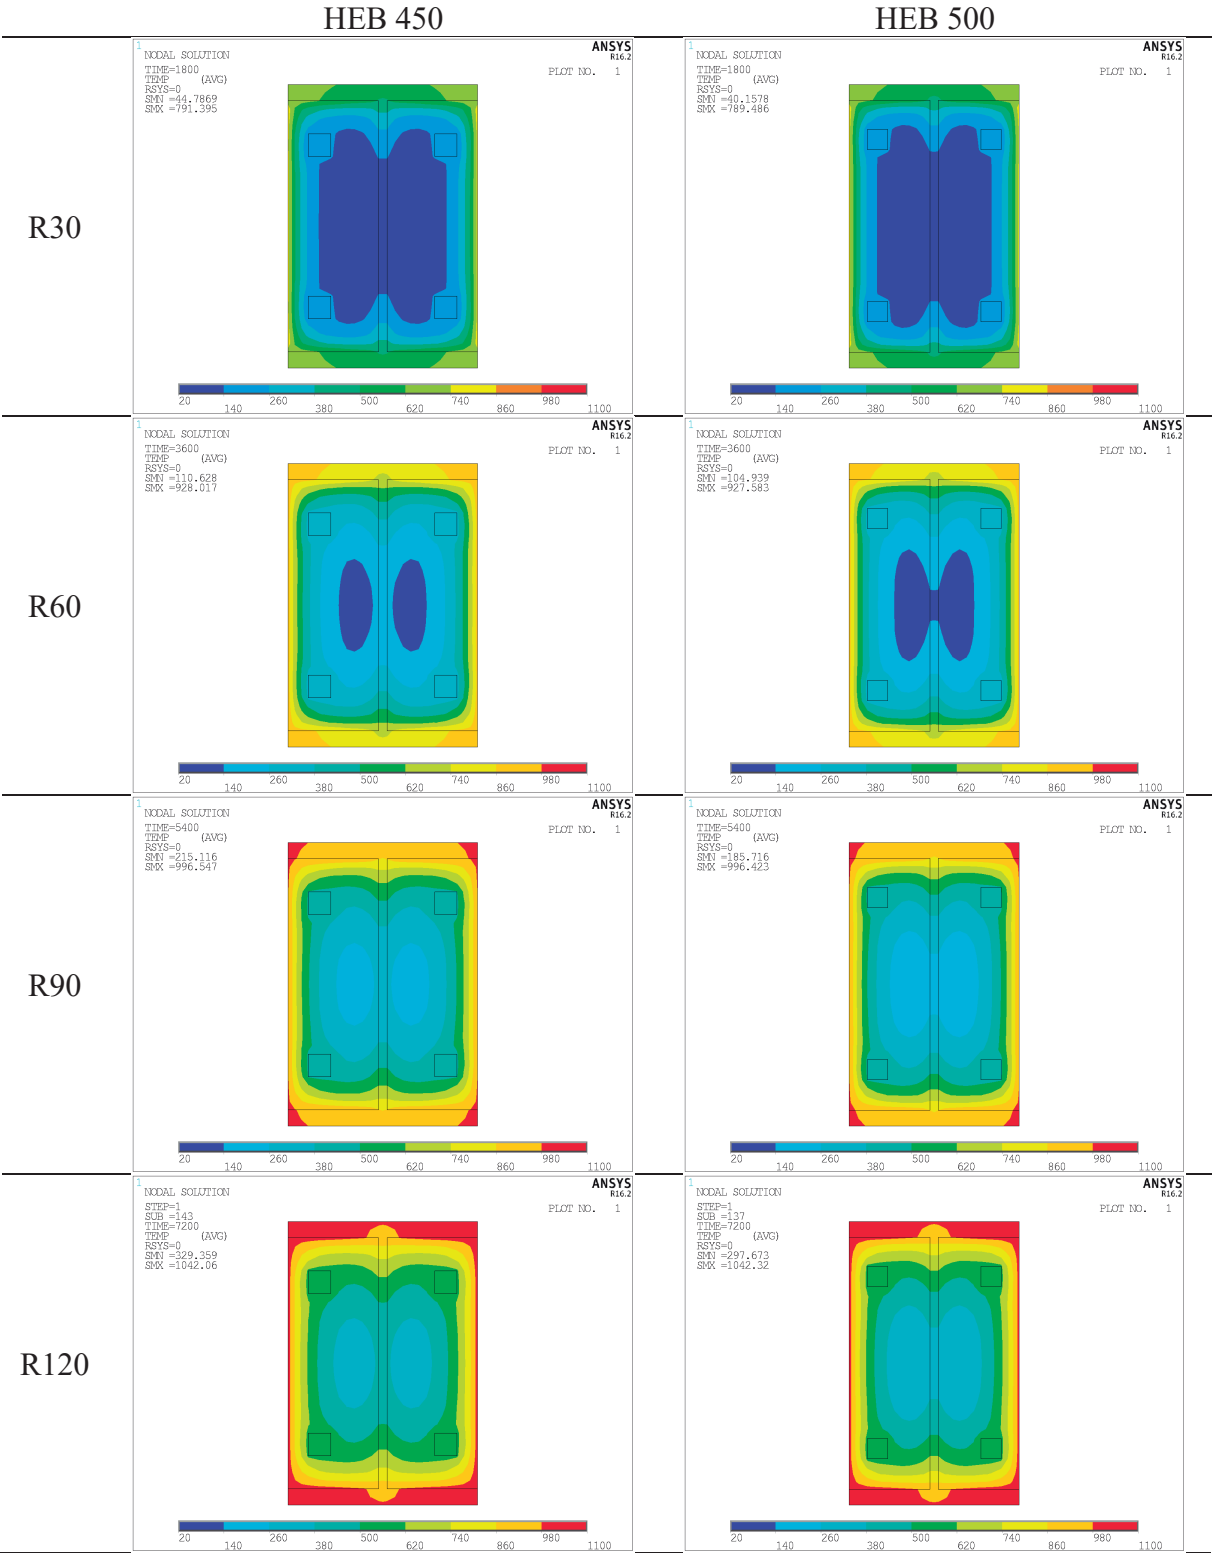 HEB 450
HEB 500
R30
1
NODAL SOLUTION
TIME=1800
TEMP (AVG)
RSYS=0
SMN =44.7869
SMX =791.395
ANSYS
R16.2
PLOT NO. 1
20 140 260 380 500 620 740 860 980 1100
1
NODAL SOLUTION
TIME=1800
TEMP (AVG)
RSYS=0
SMN =40.1578
SMX =789.486
ANSYS
R16.2
PLOT NO. 1
20 140 260 380 500 620 740 860 980 1100
R60
1
NODAL SOLUTION
TIME=3600
TEMP (AVG)
RSYS=0
SMN =110.628
SMX =928.017
ANSYS
R16.2
PLOT NO. 1
20 140 260 380 500 620 740 860 980 1100
1
NODAL SOLUTION
TIME=3600
TEMP (AVG)
RSYS=0
SMN =104.939
SMX =927.583
ANSYS
R16.2
PLOT NO. 1
20 140 260 380 500 620 740 860 980 1100
R90
1
NODAL SOLUTION
TIME=5400
TEMP (AVG)
RSYS=0
SMN =215.116
SMX =996.547
ANSYS
R16.2
PLOT NO. 1
20 140 260 380 500 620 740 860 980 1100
1
NODAL SOLUTION
TIME=5400
TEMP (AVG)
RSYS=0
SMN =185.716
SMX =996.423
ANSYS
R16.2
PLOT NO. 1
20 140 260 380 500 620 740 860 980 1100
R120
1
NODAL SOLUTION
STEP=1
SUB =143
TIME=7200
TEMP (AVG)
RSYS=0
SMN =329.359
SMX =1042.06
ANSYS
R16.2
PLOT NO. 1
20 140 260 380 500 620 740 860 980 1100
1
NODAL SOLUTION
STEP=1
SUB =137
TIME=7200
TEMP (AVG)
RSYS=0
SMN =297.673
SMX =1042.32
ANSYS
R16.2
PLOT NO. 1
20 140 260 380 500 620 740 860 980 1100